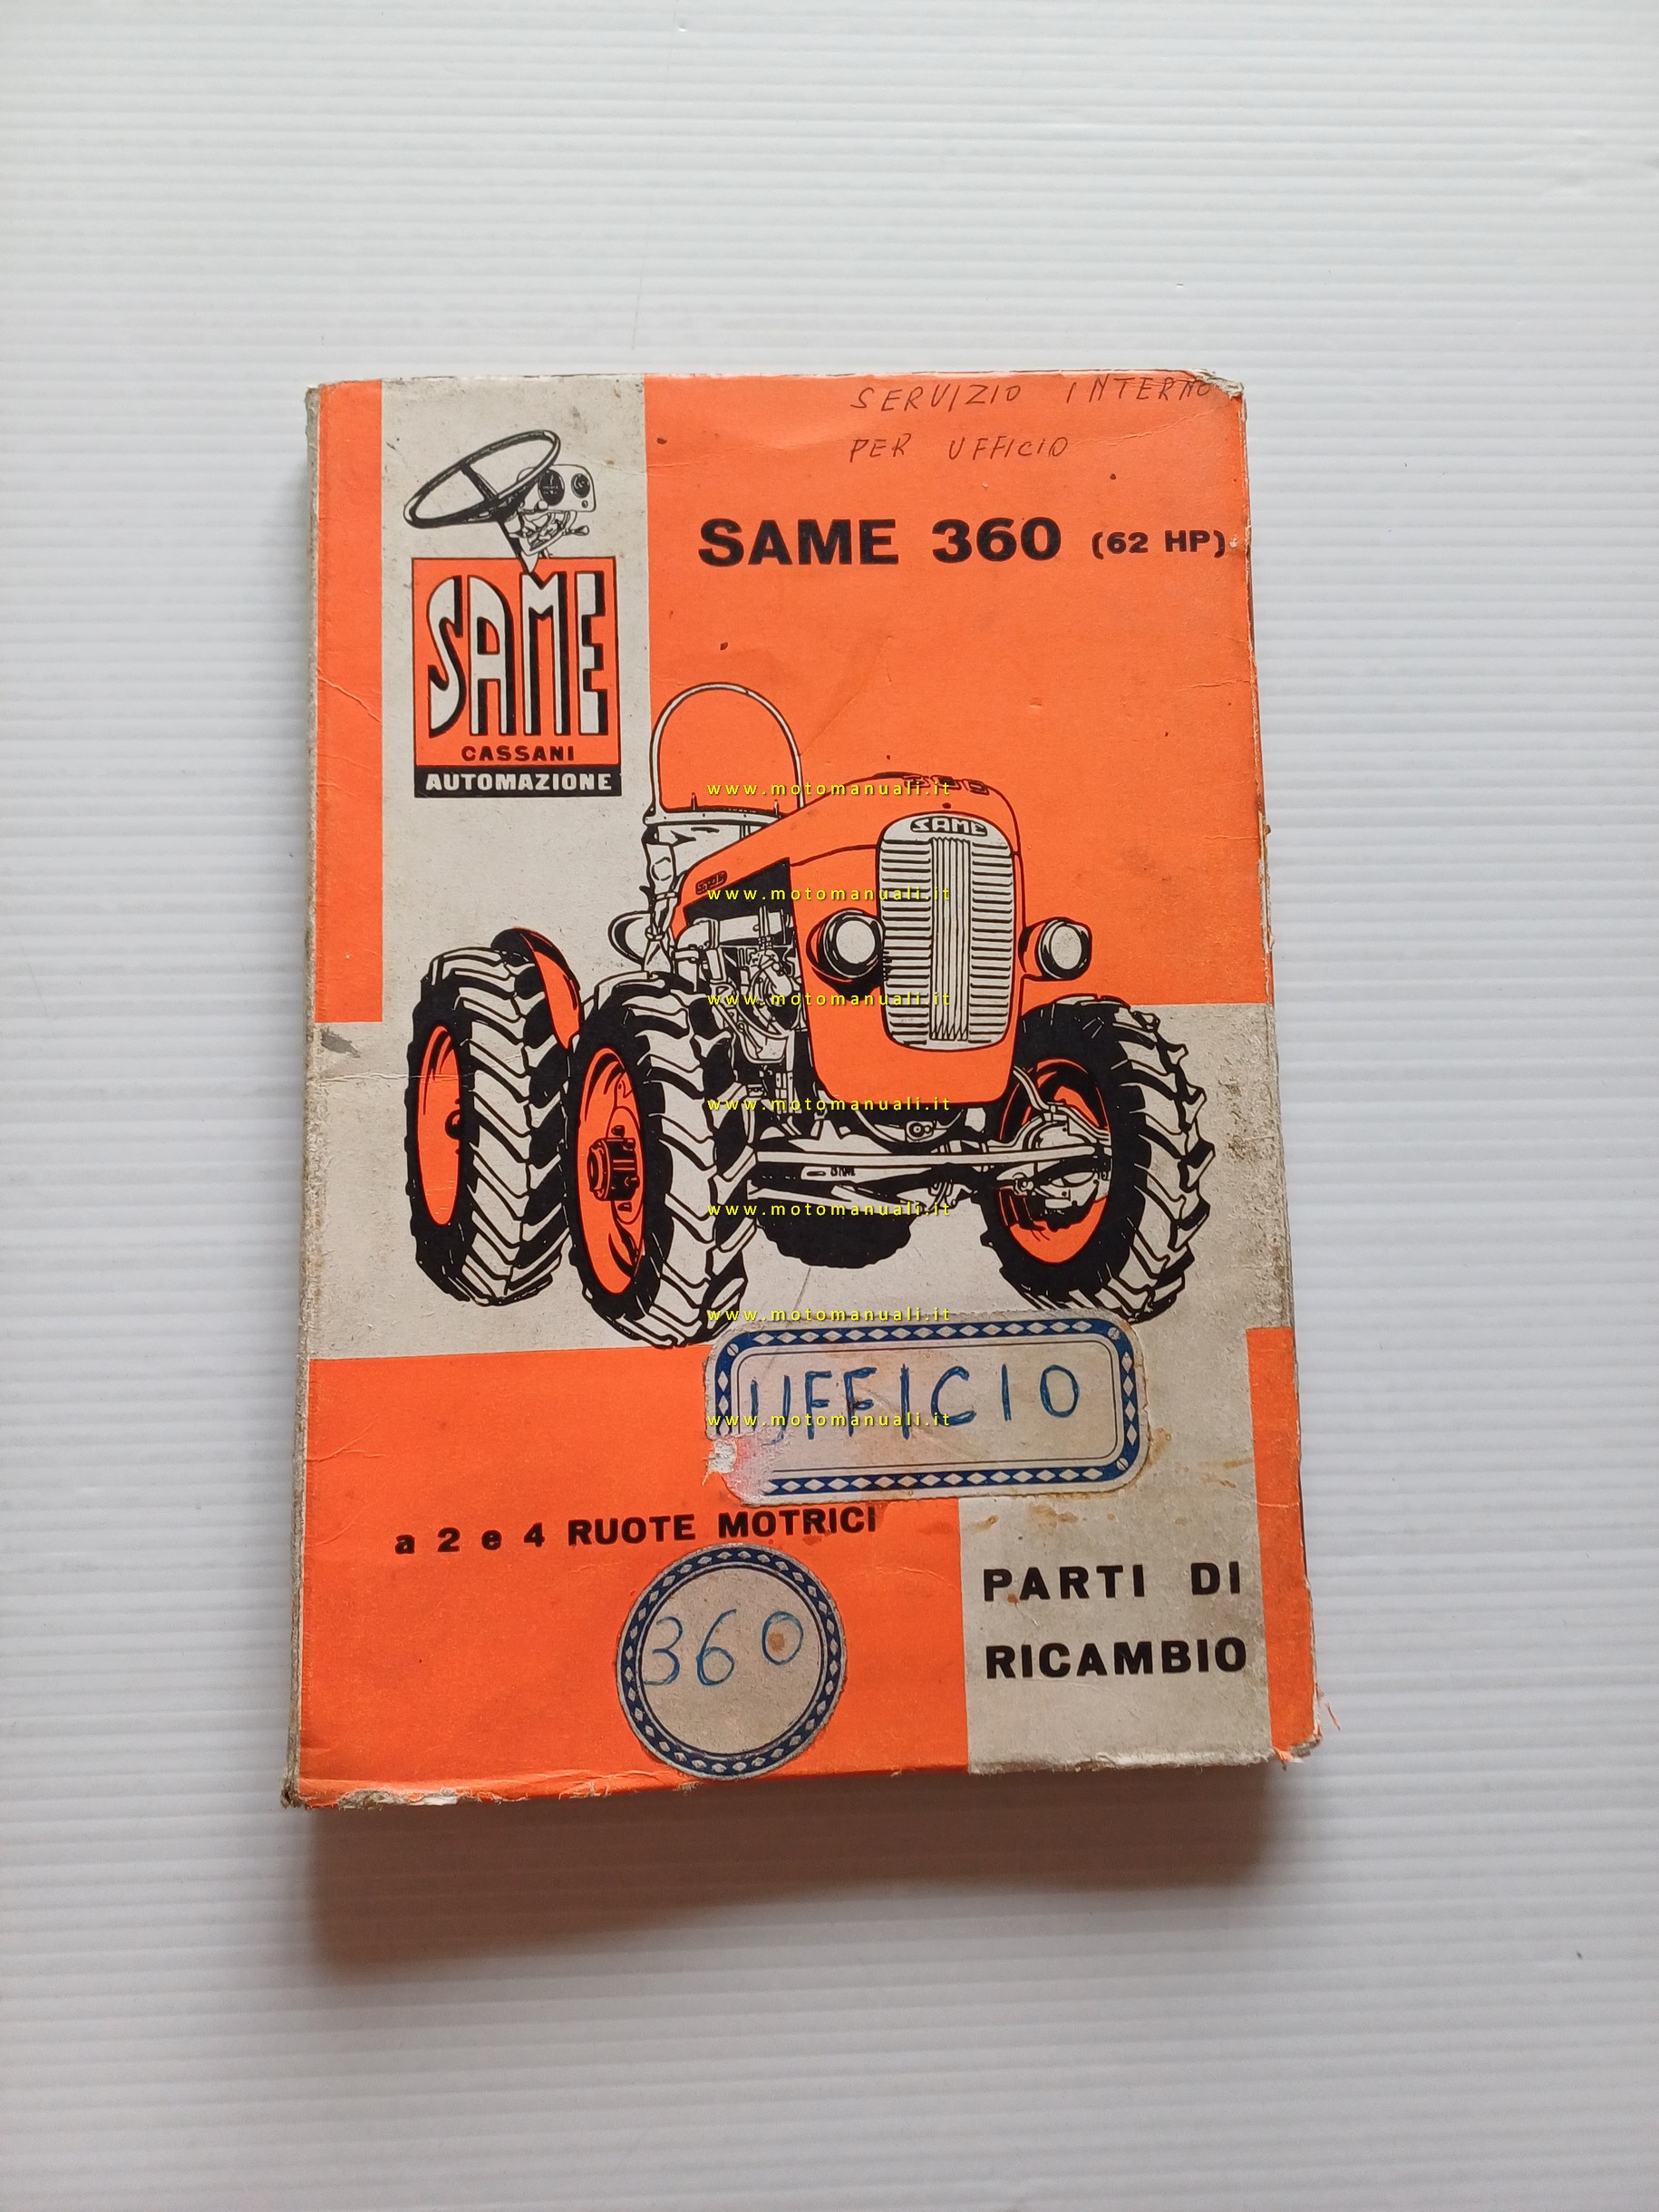 SERVIZIO INTERNO
PER UFFICIO
SAME 360 (62 HP)
SAME
CASSANI
AUTOMAZIONE
www.motomanuali.it
SAME
www.motomanuali.it
www.motomanuali.it
www.motomanuali.it
www.motomanuali.it
www.motomanuali.it
UFFICIO
www.motomanuali.it
a 2 e 4 RUOTE MOTRICI
360
PARTI DI
RICAMBIO